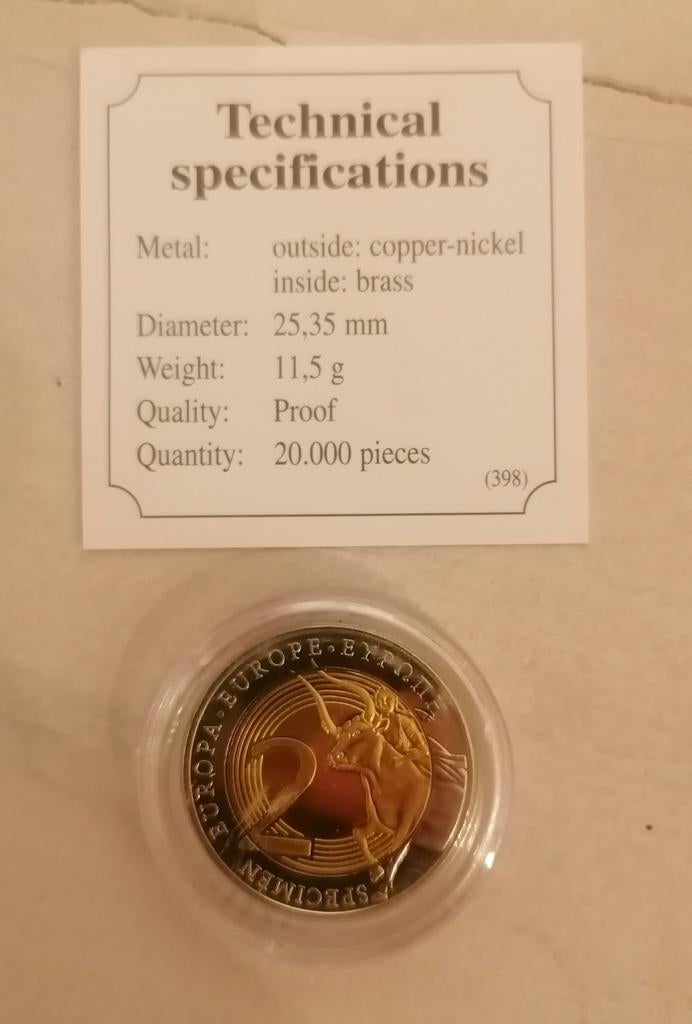 Technical
specifications
Metal: outside: copper-nickel
inside: brass
Diameter: 25,35 mm
Weight: 11,5 g
Quality: Proof
Quantity: 20.000 pieces
(398)
EUROPA · EUROPE · ΕΥΡΩΠΗ
2
SPECIMEN